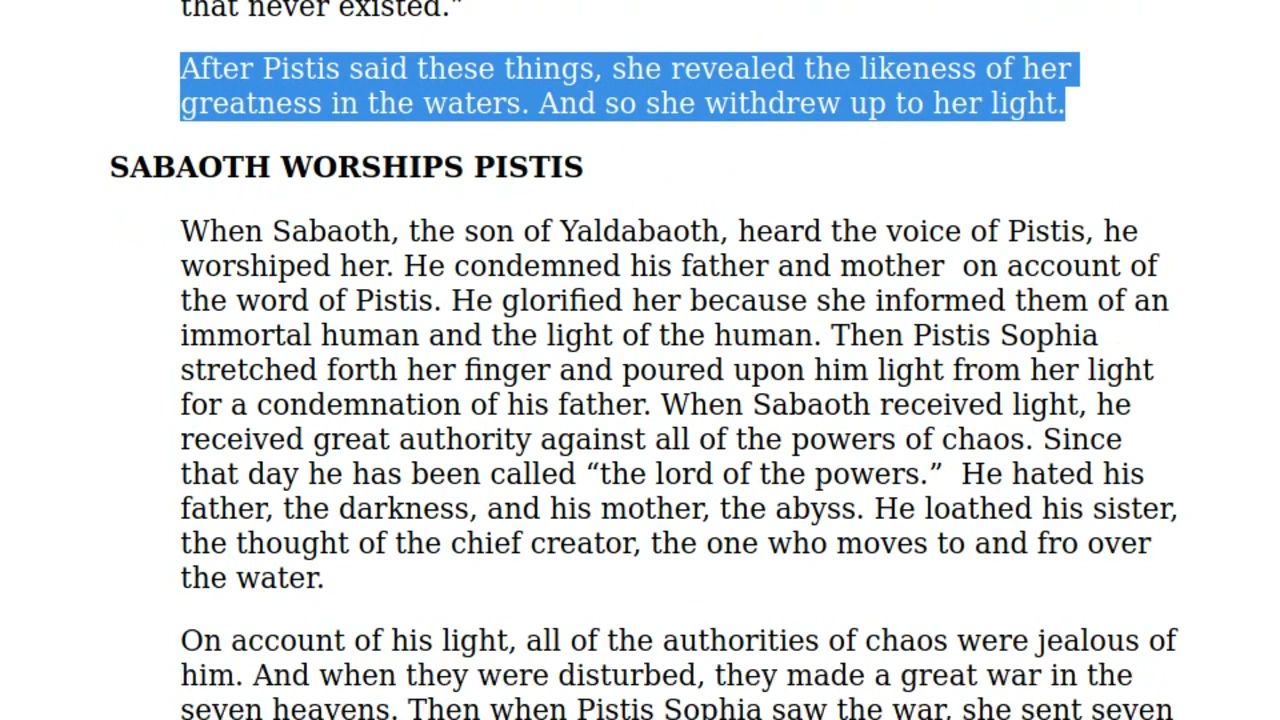 that never existed.”
After Pistis said these things, she revealed the likeness of her
greatness in the waters. And so she withdrew up to her light.
SABAOTH WORSHIPS PISTIS
When Sabaoth, the son of Yaldabaoth, heard the voice of Pistis, he
worshiped her. He condemned his father and mother  on account of
the word of Pistis. He glorified her because she informed them of an
immortal human and the light of the human. Then Pistis Sophia
stretched forth her finger and poured upon him light from her light
for a condemnation of his father. When Sabaoth received light, he
received great authority against all of the powers of chaos. Since
that day he has been called “the lord of the powers.”  He hated his
father, the darkness, and his mother, the abyss. He loathed his sister,
the thought of the chief creator, the one who moves to and fro over
the water.
On account of his light, all of the authorities of chaos were jealous of
him. And when they were disturbed, they made a great war in the
seven heavens. Then when Pistis Sophia saw the war, she sent seven